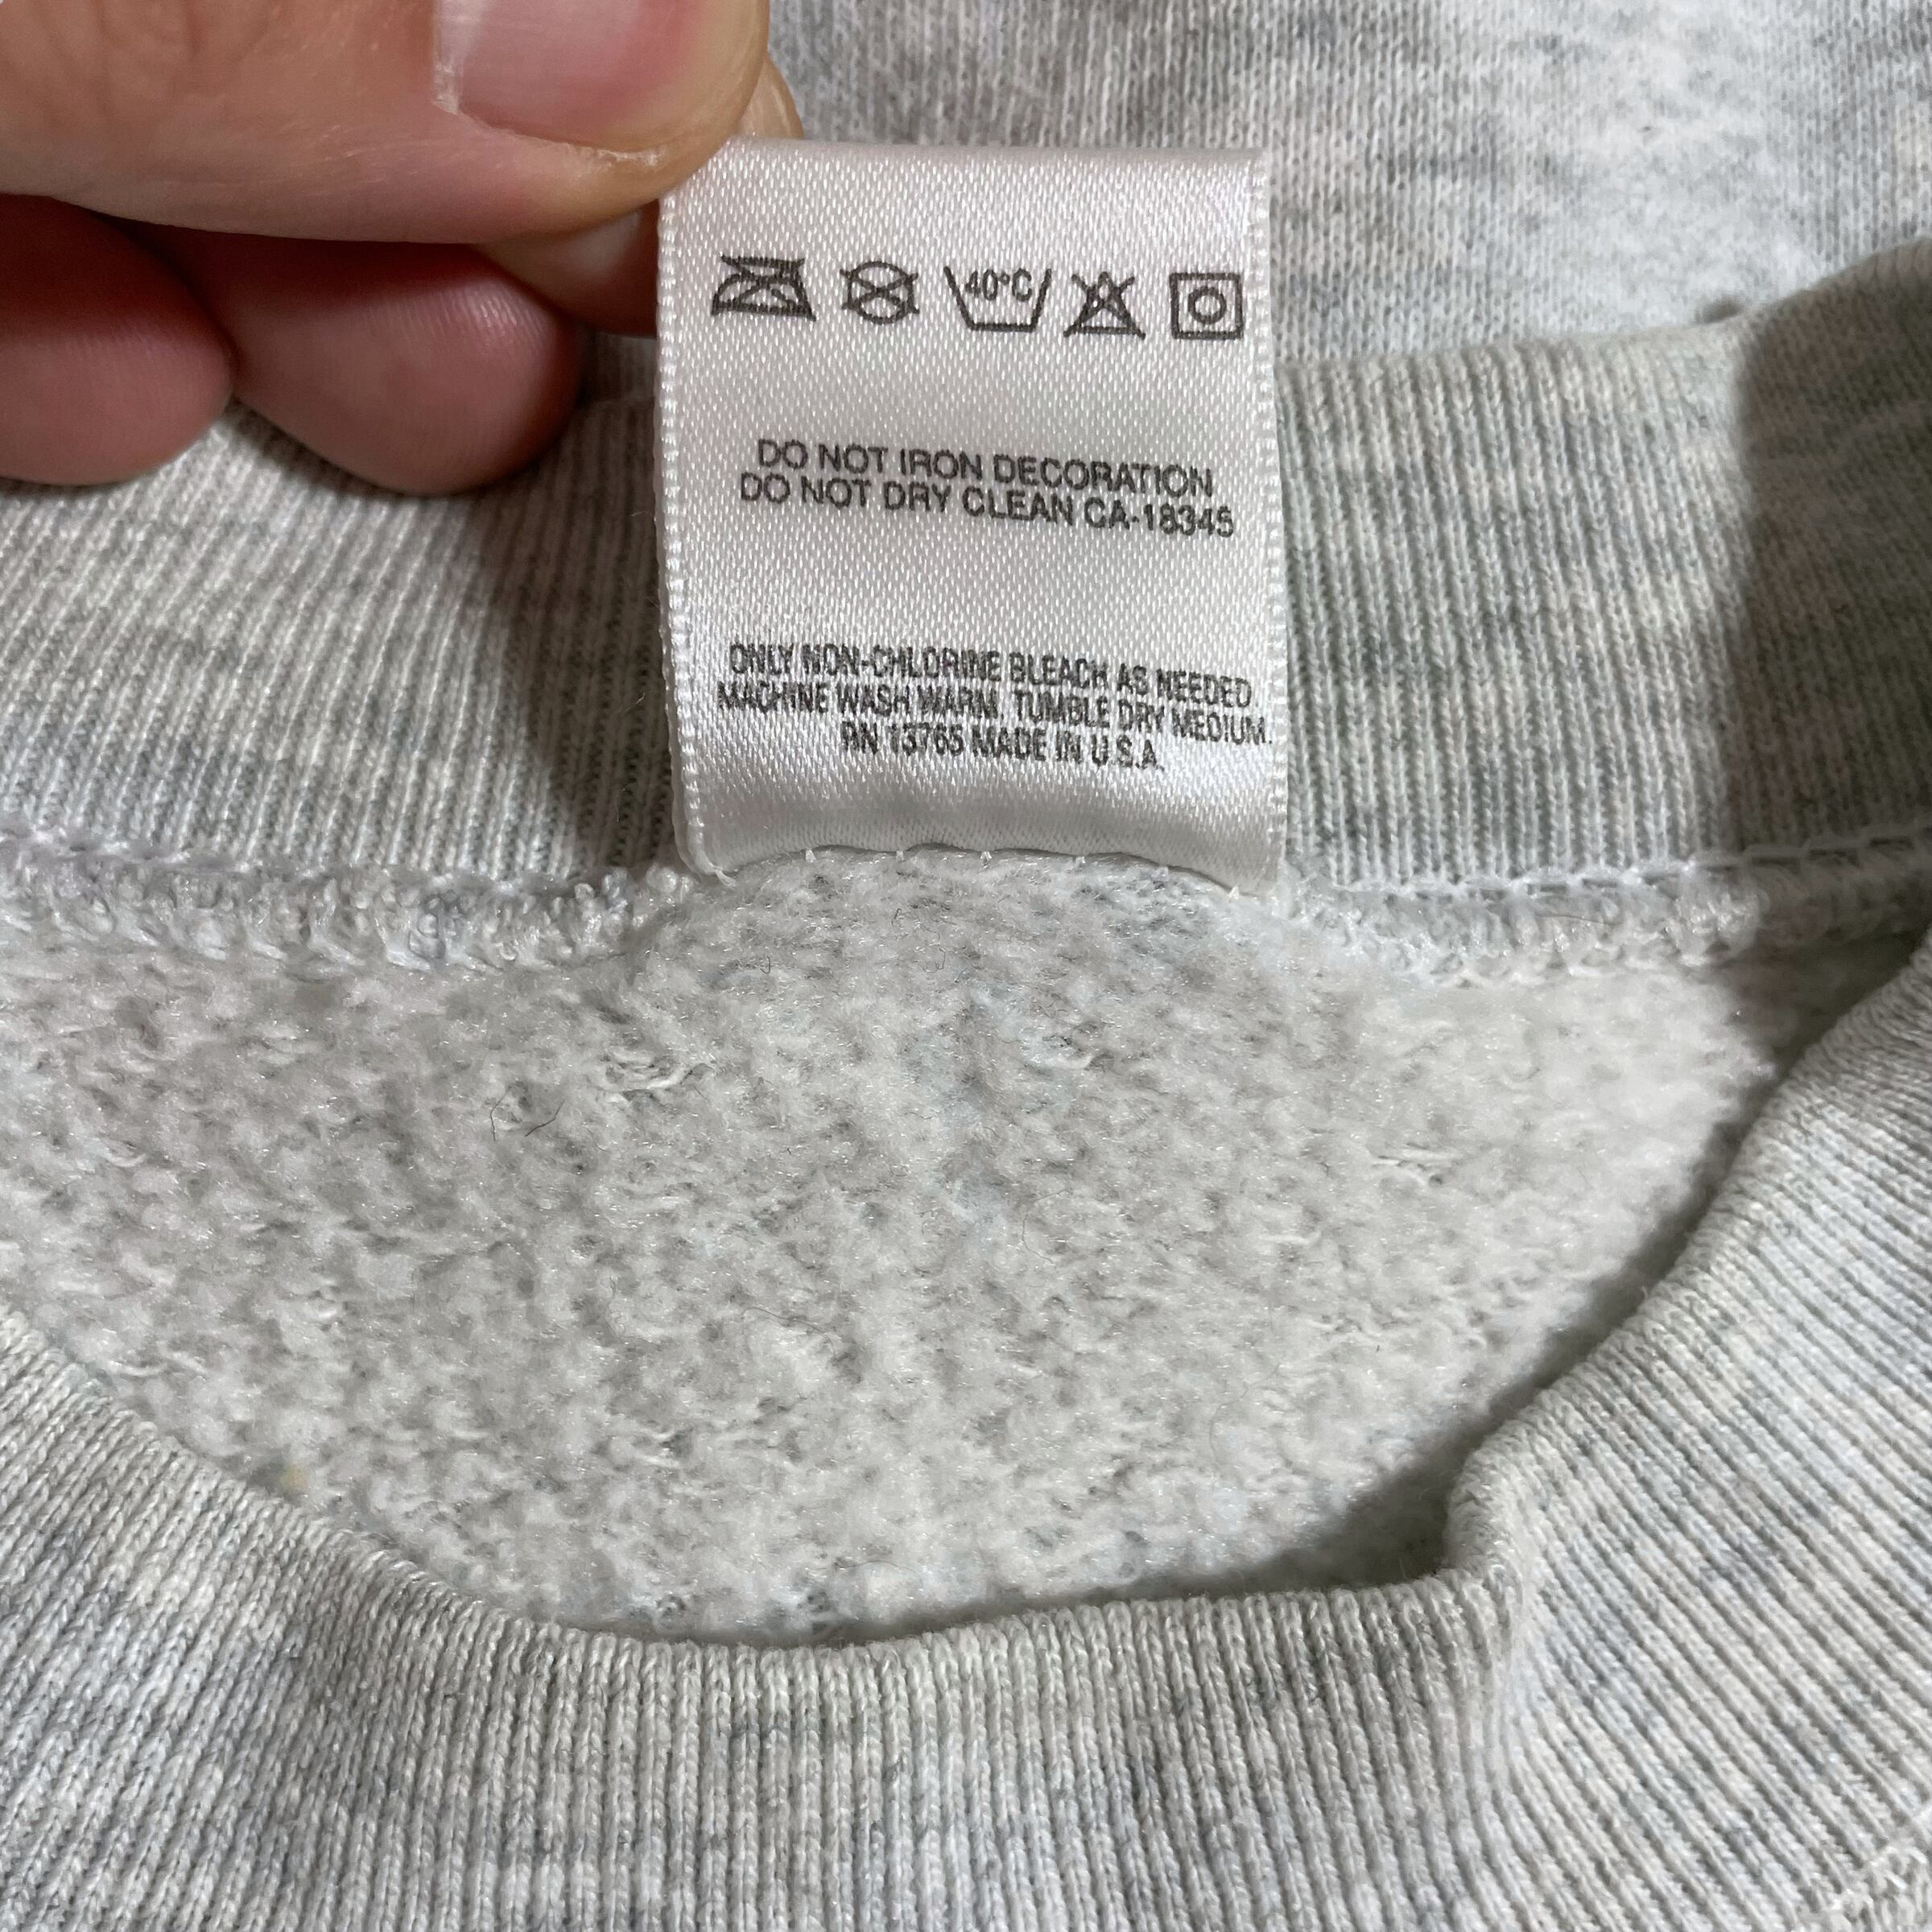 40°C
DO NOT IRON DECORATION
DO NOT DRY CLEAN CA-18345
ONLY NON-CHLORINE BLEACH AS NEEDED
MACHINE WASH WARM. TUMBLE DRY MEDIUM.
RN 13765 MADE IN U.S.A.